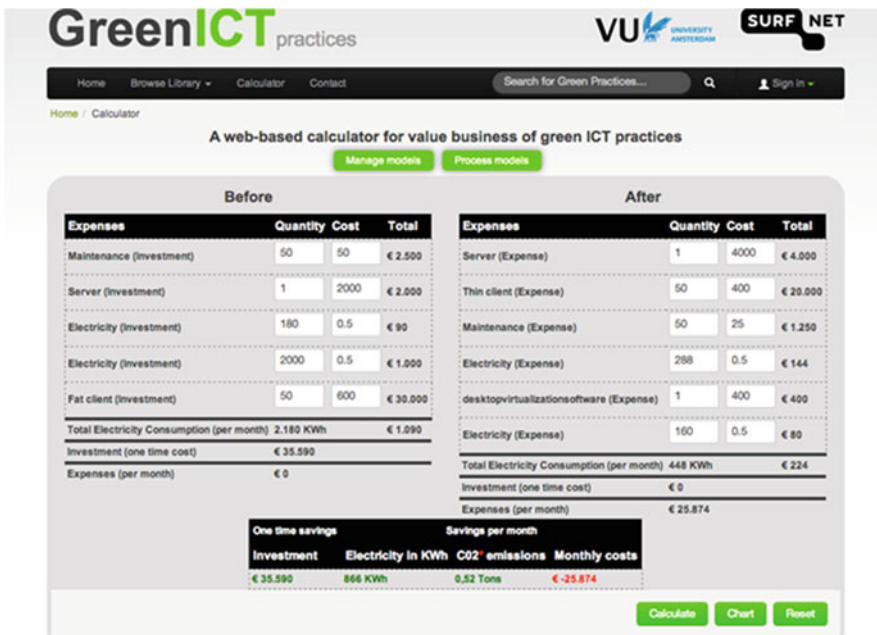 GreenICT practices
VU UNIVERSITY AMSTERDAM
SURF NET
Home Browse Library Calculator Contact Search for Green Practices... Sign in
Home / Calculator
A web-based calculator for value business of green ICT practices
Manage models Process models
Before
Expenses Quantity Cost Total
Maintenance (Investment) 50 50 € 2.500
Server (Investment) 1 2000 € 2.000
Electricity (Investment) 180 0.5 € 90
Electricity (Investment) 2000 0.5 € 1.000
Fat client (Investment) 50 600 € 30.000
Total Electricity Consumption (per month) 2.180 KWh € 1.090
Investment (one time cost) € 35.590
Expenses (per month) € 0
After
Expenses Quantity Cost Total
Server (Expense) 1 4000 € 4.000
Thin client (Expense) 50 400 € 20.000
Maintenance (Expense) 50 25 € 1.250
Electricity (Expense) 288 0.5 € 144
desktopvirtualizationsoftware (Expense) 1 400 € 400
Electricity (Expense) 160 0.5 € 80
Total Electricity Consumption (per month) 448 KWh € 224
Investment (one time cost) € 0
Expenses (per month) € 25.874
One time savings Savings per month
Investment Electricity in KWh C02* emissions Monthly costs
€ 35.590 866 KWh 0,52 Tons € -25.874
Calculate Chart Reset